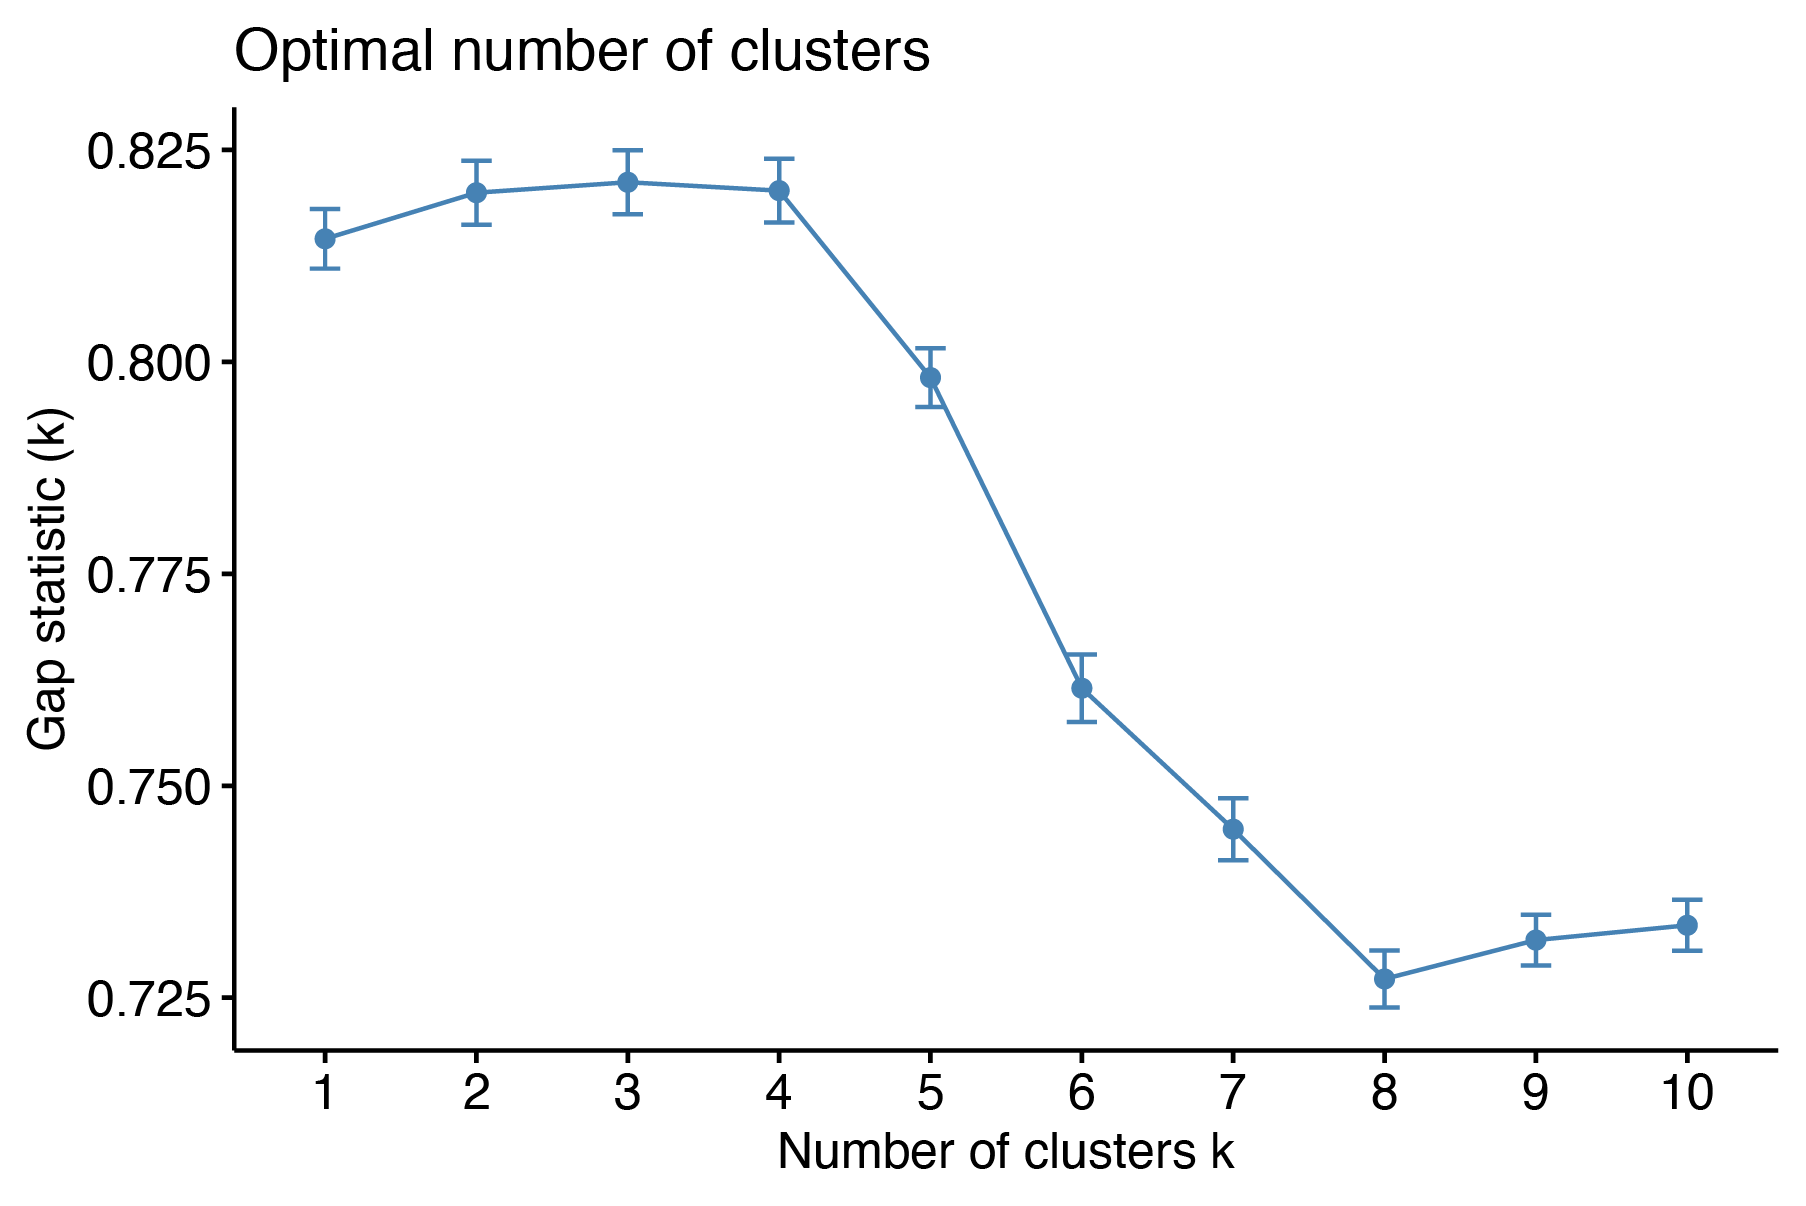 Optimal number of clusters
Gap statistic (k)
0.825
0.800
0.775
0.750
0.725
1 2 3 4 5 6 7 8 9 10
Number of clusters k